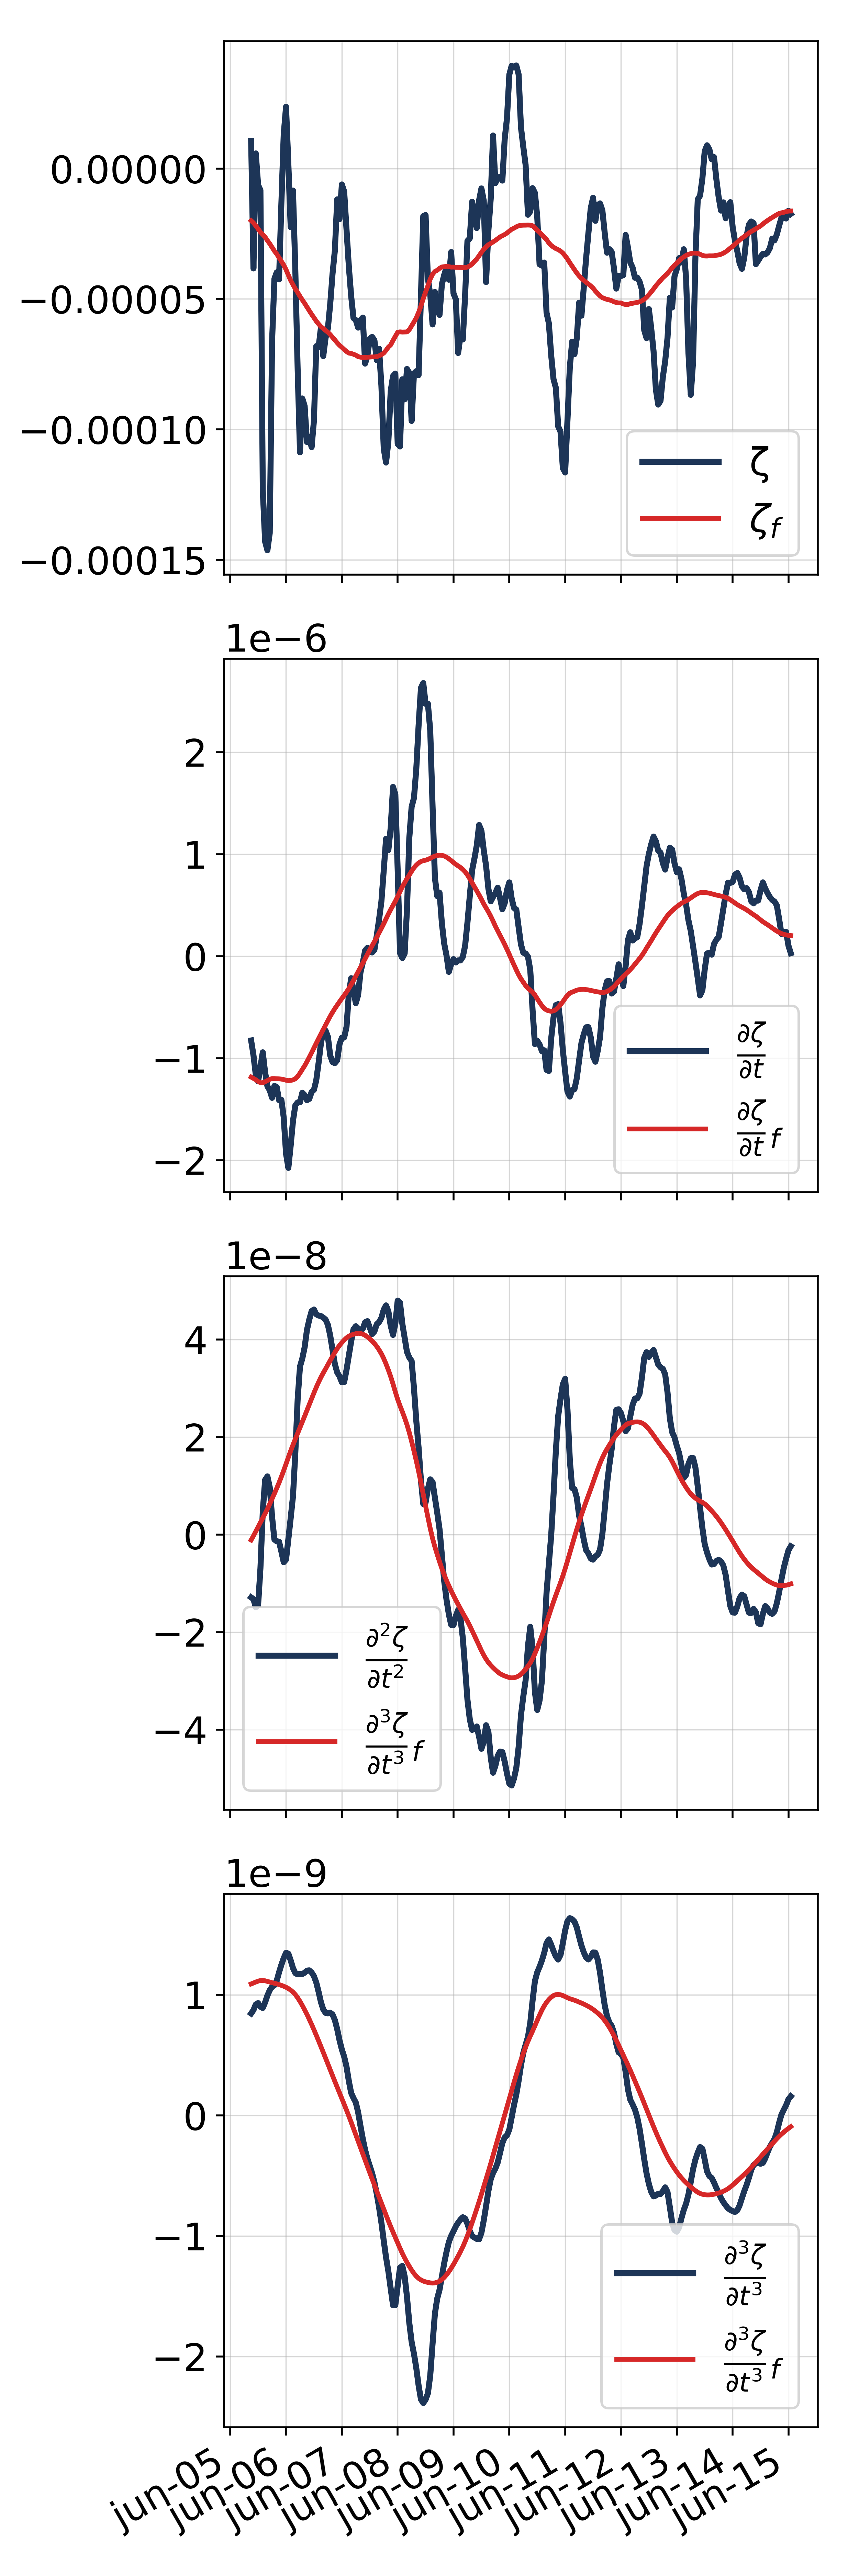 0.00000
−0.00005
−0.00010
−0.00015
ζ
ζ_f
1e−6
2
1
0
−1
−2
∂ζ/∂t
∂ζ/∂t f
1e−8
4
2
0
−2
−4
∂²ζ/∂t²
∂³ζ/∂t³ f
1e−9
1
0
−1
−2
∂³ζ/∂t³
∂³ζ/∂t³ f
jun-05
jun-06
jun-07
jun-08
jun-09
jun-10
jun-11
jun-12
jun-13
jun-14
jun-15